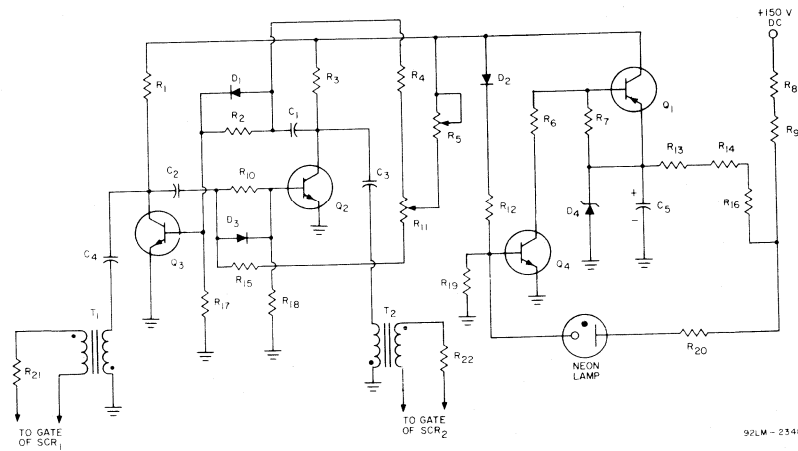 +150 V
DC
R1
D1
R3
R4
D2
Q1
R8
R2
C1
R5
R6
R7
R9
R13
R14
C2
R10
C3
+
R16
Q2
R11
R12
D4
C5
-
D3
Q4
C4
Q3
R15
R19
R17
R18
T1
T2
R20
NEON
LAMP
R21
R22
TO GATE
OF SCR1
TO GATE
OF SCR2
92LM-2341